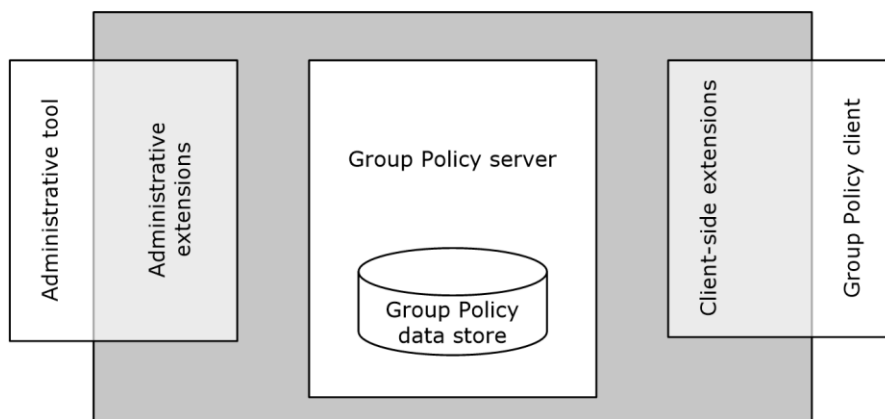 Administrative tool
Administrative
extensions
Group Policy server
Group Policy
data store
Client-side extensions
Group Policy client